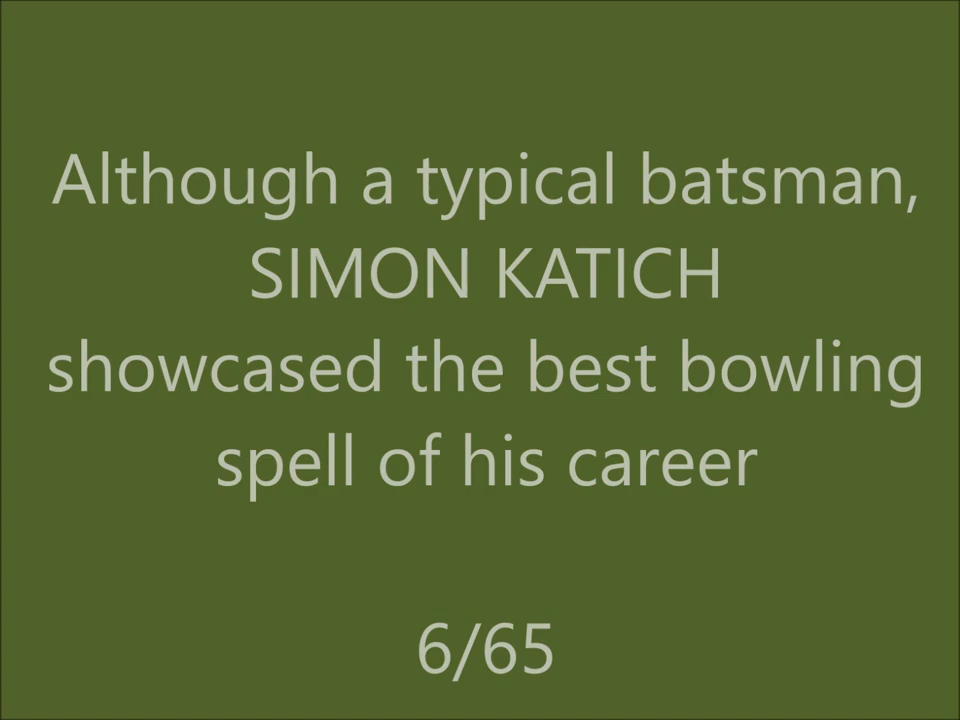 Although a typical batsman,
SIMON KATICH
showcased the best bowling
spell of his career
6/65